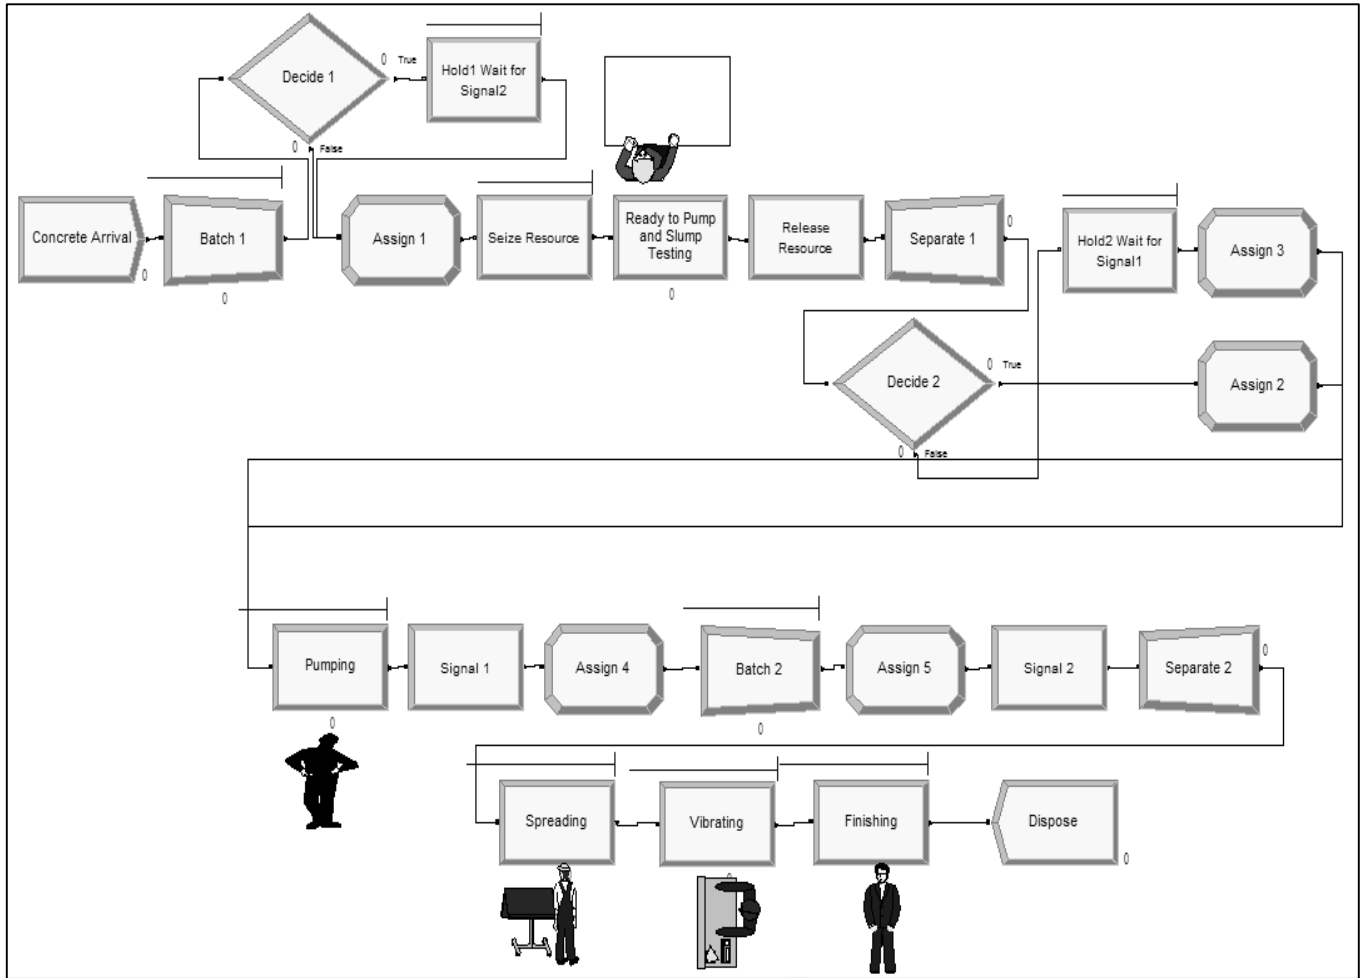 Decide 1
0
True
0
False
Hold1 Wait for
Signal2
Concrete Arrival
0
Batch 1
0
Assign 1
Seize Resource
Ready to Pump
and Slump
Testing
0
Release
Resource
Separate 1
0
Hold2 Wait for
Signal1
Assign 3
Decide 2
0
True
0
False
Assign 2
Pumping
0
Signal 1
Assign 4
Batch 2
0
Assign 5
Signal 2
Separate 2
0
Spreading
Vibrating
Finishing
Dispose
0